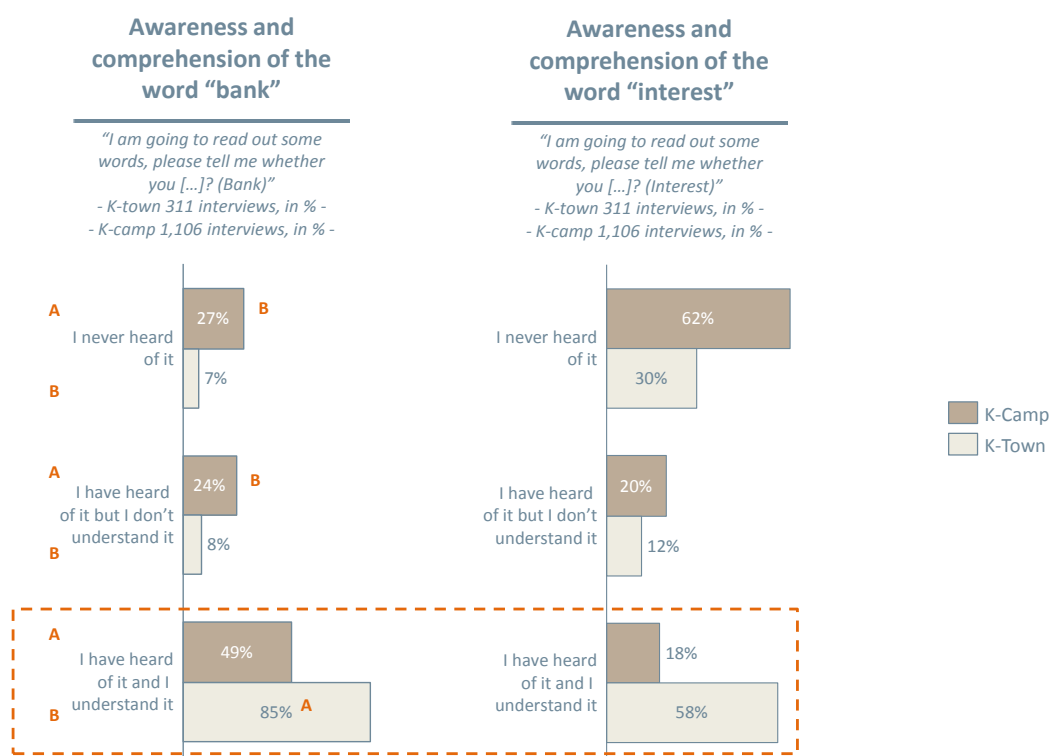 Awareness and
comprehension of the
word “bank”
“I am going to read out some
words, please tell me whether
you [...]? (Bank)”
- K-town 311 interviews, in % -
- K-camp 1,106 interviews, in % -
A
I never heard
of it
B
27%
B
7%
A
I have heard
of it but I don’t
understand it
B
24%
B
8%
A
I have heard
of it and I
understand it
B
49%
85%
A
Awareness and
comprehension of the
word “interest”
“I am going to read out some
words, please tell me whether
you [...]? (Interest)”
- K-town 311 interviews, in % -
- K-camp 1,106 interviews, in % -
I never heard
of it
62%
30%
I have heard
of it but I don’t
understand it
20%
12%
I have heard
of it and I
understand it
18%
58%
K-Camp
K-Town